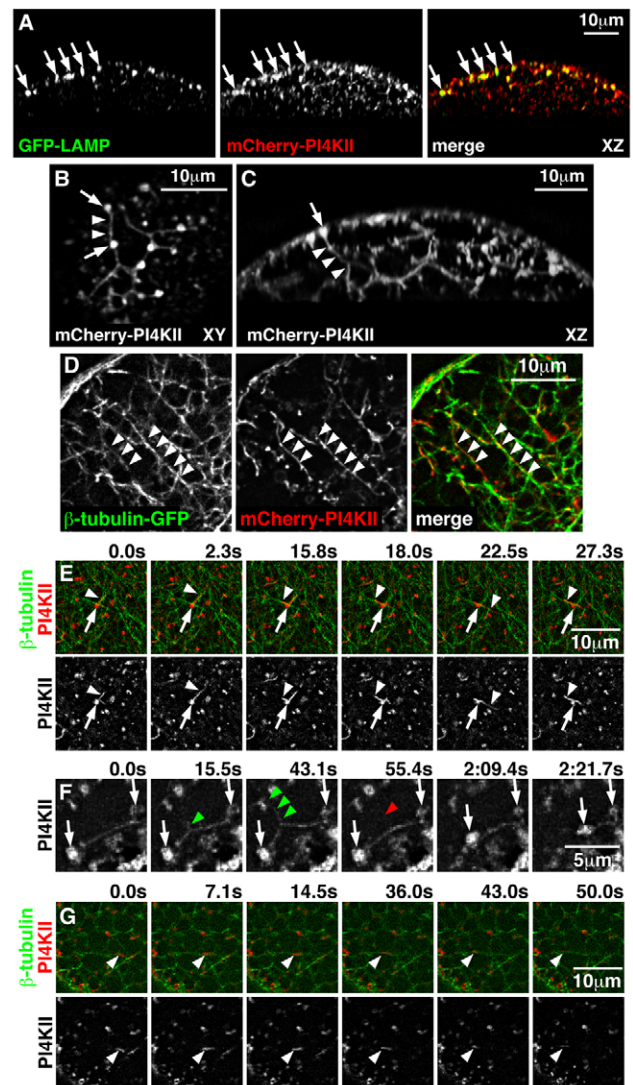 A
10µm
GFP-LAMP
mCherry-PI4KII
merge
XZ
B
10µm
C
10µm
mCherry-PI4KII
XY
mCherry-PI4KII
XZ
D
10µm
β-tubulin-GFP
mCherry-PI4KII
merge
0.0s 2.3s 15.8s 18.0s 22.5s 27.3s
E
β-tubulin
PI4KII
10µm
PI4KII
0.0s 15.5s 43.1s 55.4s 2:09.4s 2:21.7s
F
PI4KII
5µm
0.0s 7.1s 14.5s 36.0s 43.0s 50.0s
G
β-tubulin
PI4KII
10µm
PI4KII